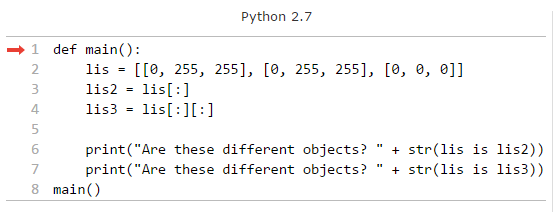 Python 2.7
1 def main():
2     lis = [[0, 255, 255], [0, 255, 255], [0, 0, 0]]
3     lis2 = lis[:]
4     lis3 = lis[:][:]
5
6     print("Are these different objects? " + str(lis is lis2))
7     print("Are these different objects? " + str(lis is lis3))
8 main()